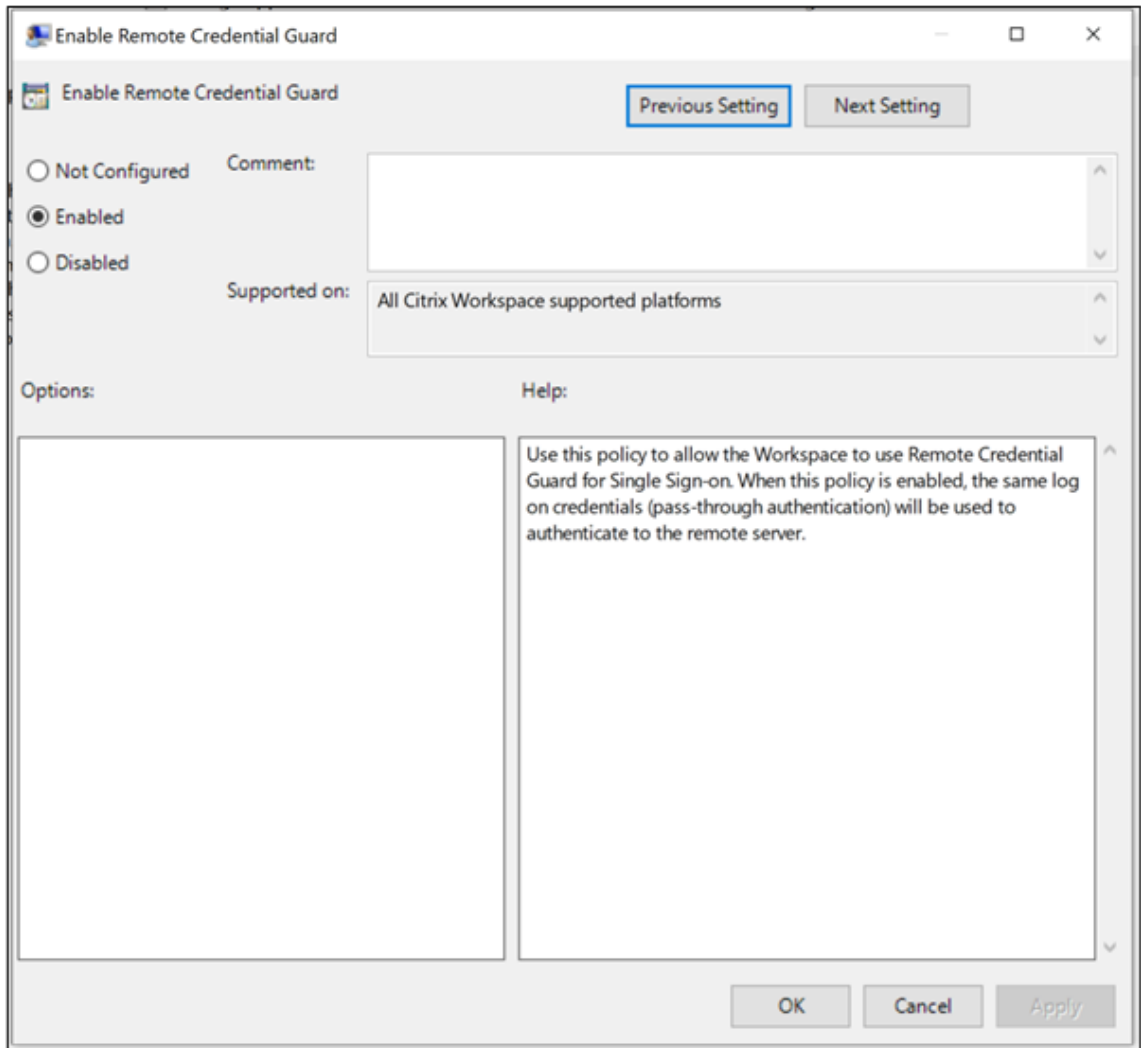 Enable Remote Credential Guard
Enable Remote Credential Guard
Previous Setting
Next Setting
Not Configured
Comment:
Enabled
Disabled
Supported on:
All Citrix Workspace supported platforms
Options:
Help:
Use this policy to allow the Workspace to use Remote Credential
Guard for Single Sign-on. When this policy is enabled, the same log
on credentials (pass-through authentication) will be used to
authenticate to the remote server.
OK
Cancel
Apply